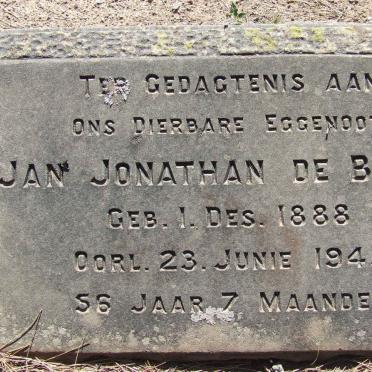 TER GEDAGTENIS AAN
ONS DIERBARE EGGENOOT
JAN JONATHAN DE B
GEB. 1. DES. 1888
OORL. 23. JUNIE 194
56 JAAR 7 MAANDE